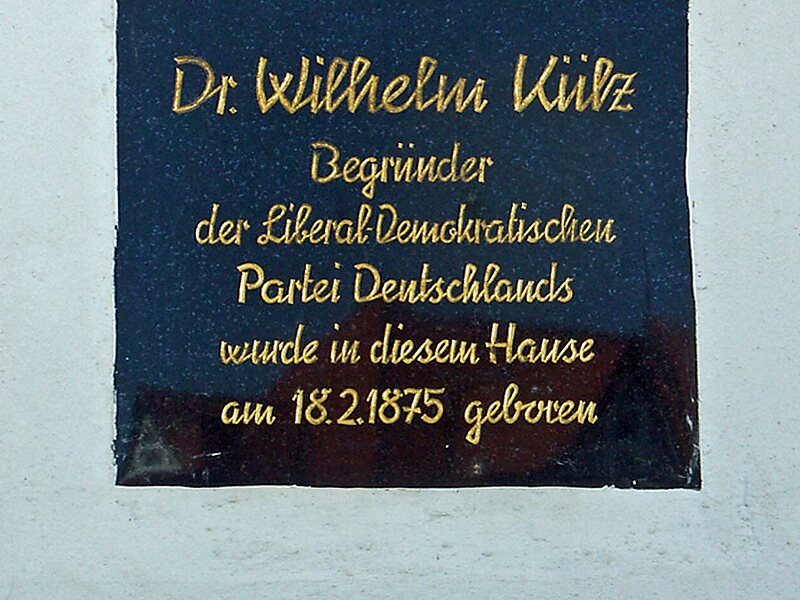 Dr. Wilhelm Külz
Begründer
der Liberal-Demokratischen
Partei Deutschlands
wurde in diesem Hause
am 18.2.1875 geboren